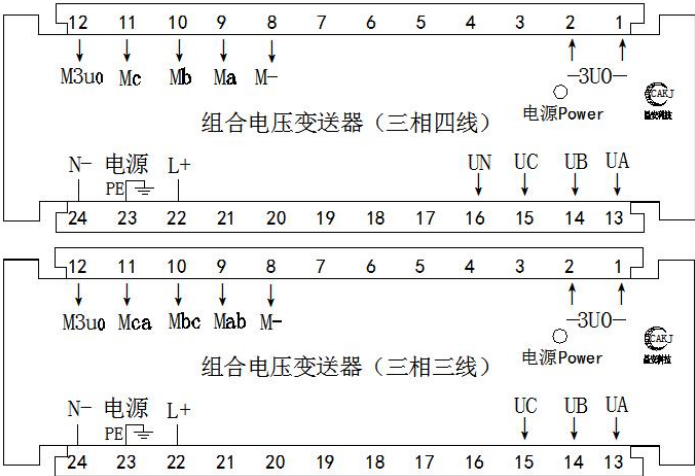 12 11 10 9 8 7 6 5 4 3 2 1
M3uo Mc Mb Ma M- -3UO-
电源Power CAKJ
组合电压变送器（三相四线）
N- 电源 L+ UN UC UB UA
PE
24 23 22 21 20 19 18 17 16 15 14 13
12 11 10 9 8 7 6 5 4 3 2 1
M3uo Mca Mbc Mab M- -3UO-
电源Power CAKJ
组合电压变送器（三相三线）
N- 电源 L+ UC UB UA
PE
24 23 22 21 20 19 18 17 16 15 14 13